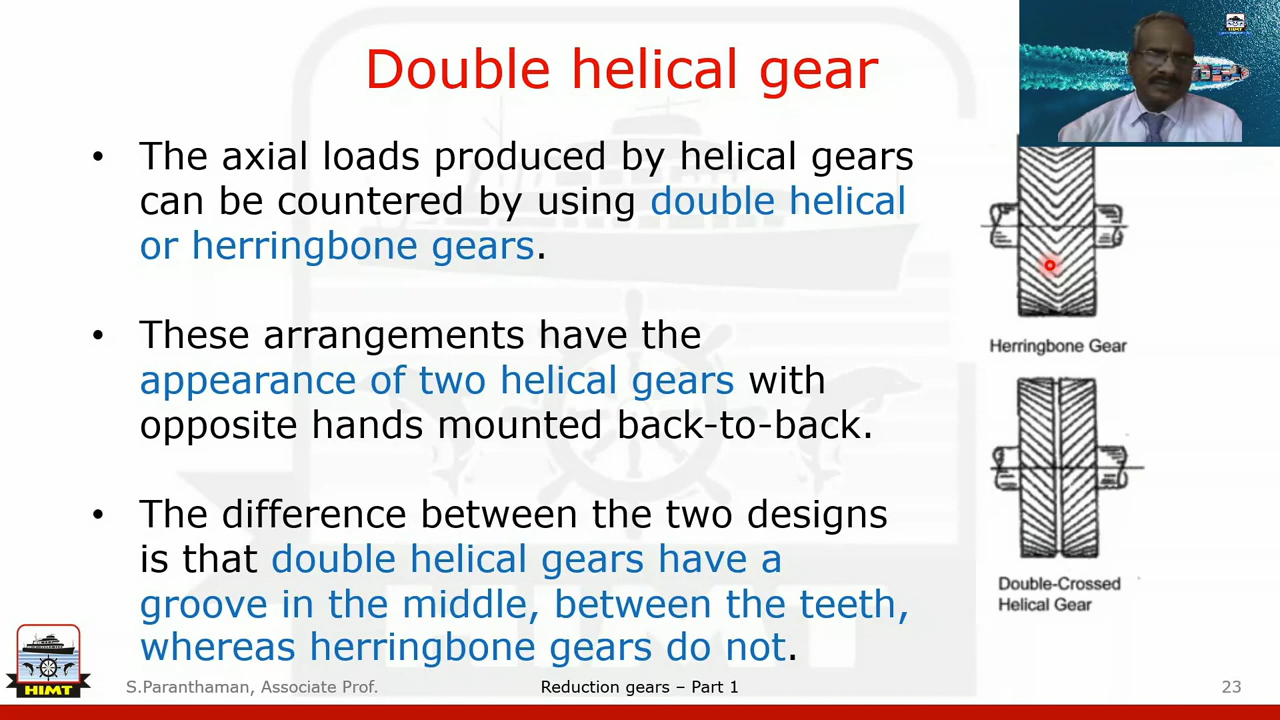 Double helical gear
• The axial loads produced by helical gears
can be countered by using double helical
or herringbone gears.
• These arrangements have the
appearance of two helical gears with
opposite hands mounted back-to-back.
• The difference between the two designs
is that double helical gears have a
groove in the middle, between the teeth,
whereas herringbone gears do not.
Herringbone Gear
Double-Crossed
Helical Gear
HIMT
HIMT
S.Paranthaman, Associate Prof.
Reduction gears – Part 1
23